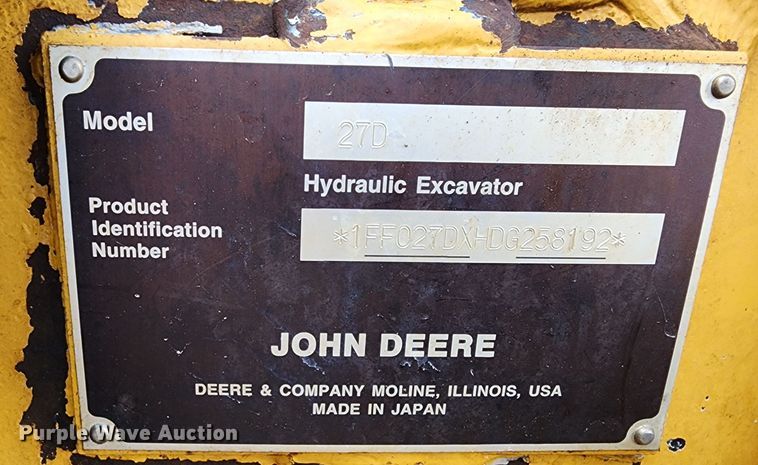 Model
27D
Hydraulic Excavator
Product
Identification
Number
*1FF027DXHDG258192*
JOHN DEERE
DEERE & COMPANY MOLINE, ILLINOIS, USA
MADE IN JAPAN
Purple Wave Auction